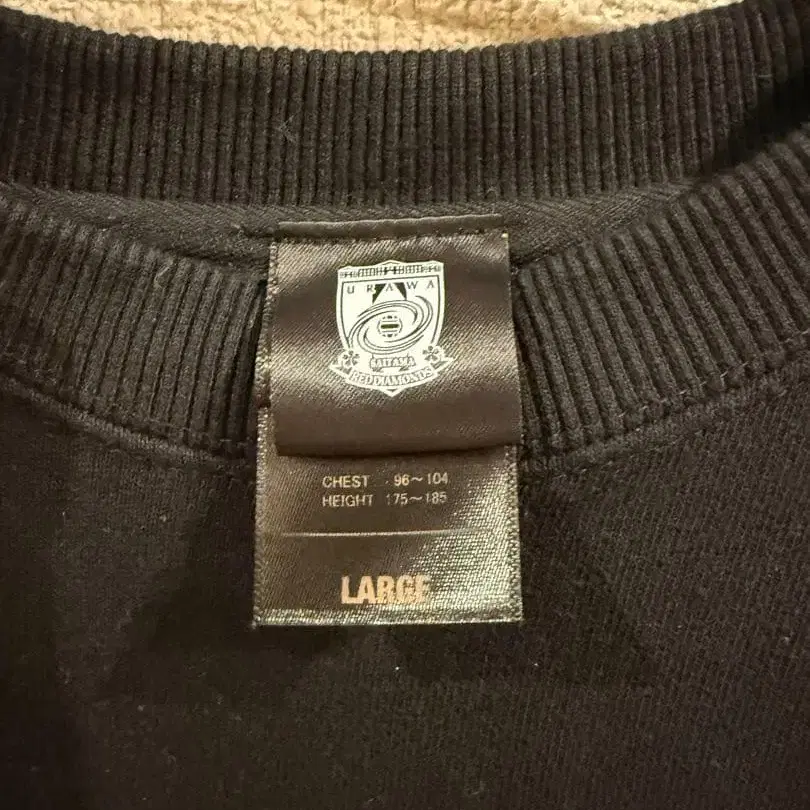 URAWA
SAITAMA
RED DIAMONDS
CHEST 96～104
HEIGHT 175～185
LARGE